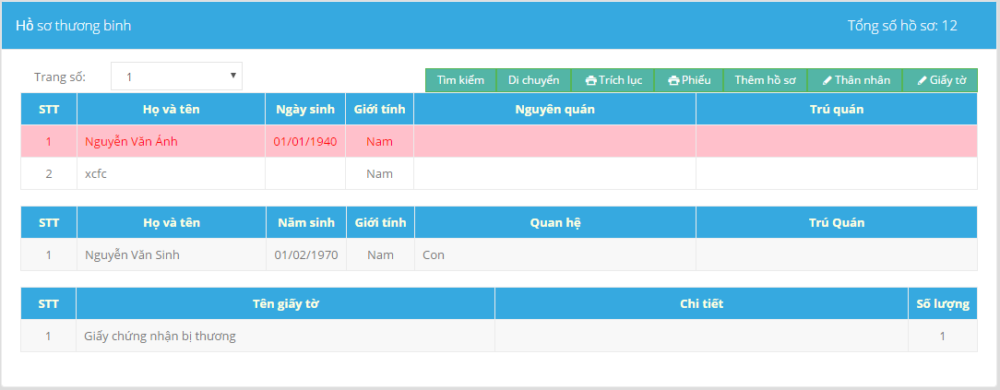 Hồ sơ thương binh Tổng số hồ sơ: 12
Trang số: 1 Tìm kiếm Di chuyển Trích lục Phiếu Thêm hồ sơ Thân nhân Giấy tờ
STT Họ và tên Ngày sinh Giới tính Nguyên quán Trú quán
1 Nguyễn Văn Ánh 01/01/1940 Nam
2 xcfc Nam
STT Họ và tên Năm sinh Giới tính Quan hệ Trú Quán
1 Nguyễn Văn Sinh 01/02/1970 Nam Con
STT Tên giấy tờ Chi tiết Số lượng
1 Giấy chứng nhận bị thương 1